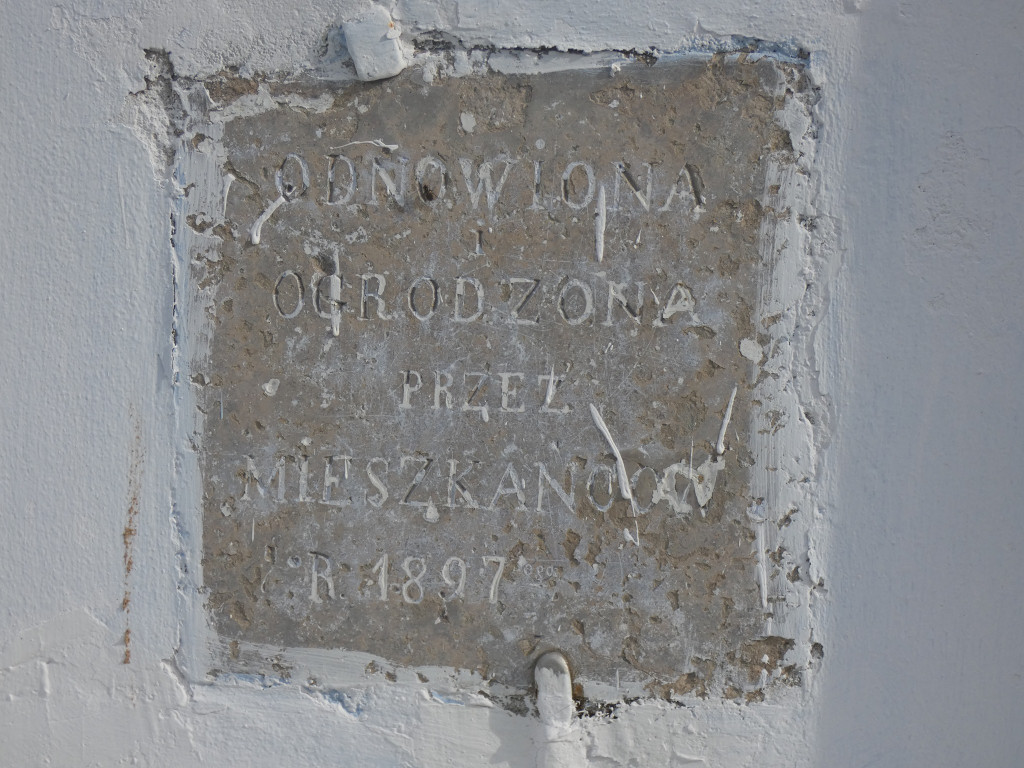 ODNOWIONA
I
OGRODZONA
PRZEZ
MIESZKAŃCÓW
R. 1897